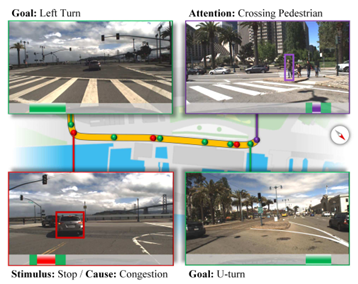 Goal: Left Turn
Attention: Crossing Pedestrian
Stimulus: Stop / Cause: Congestion
Goal: U-turn